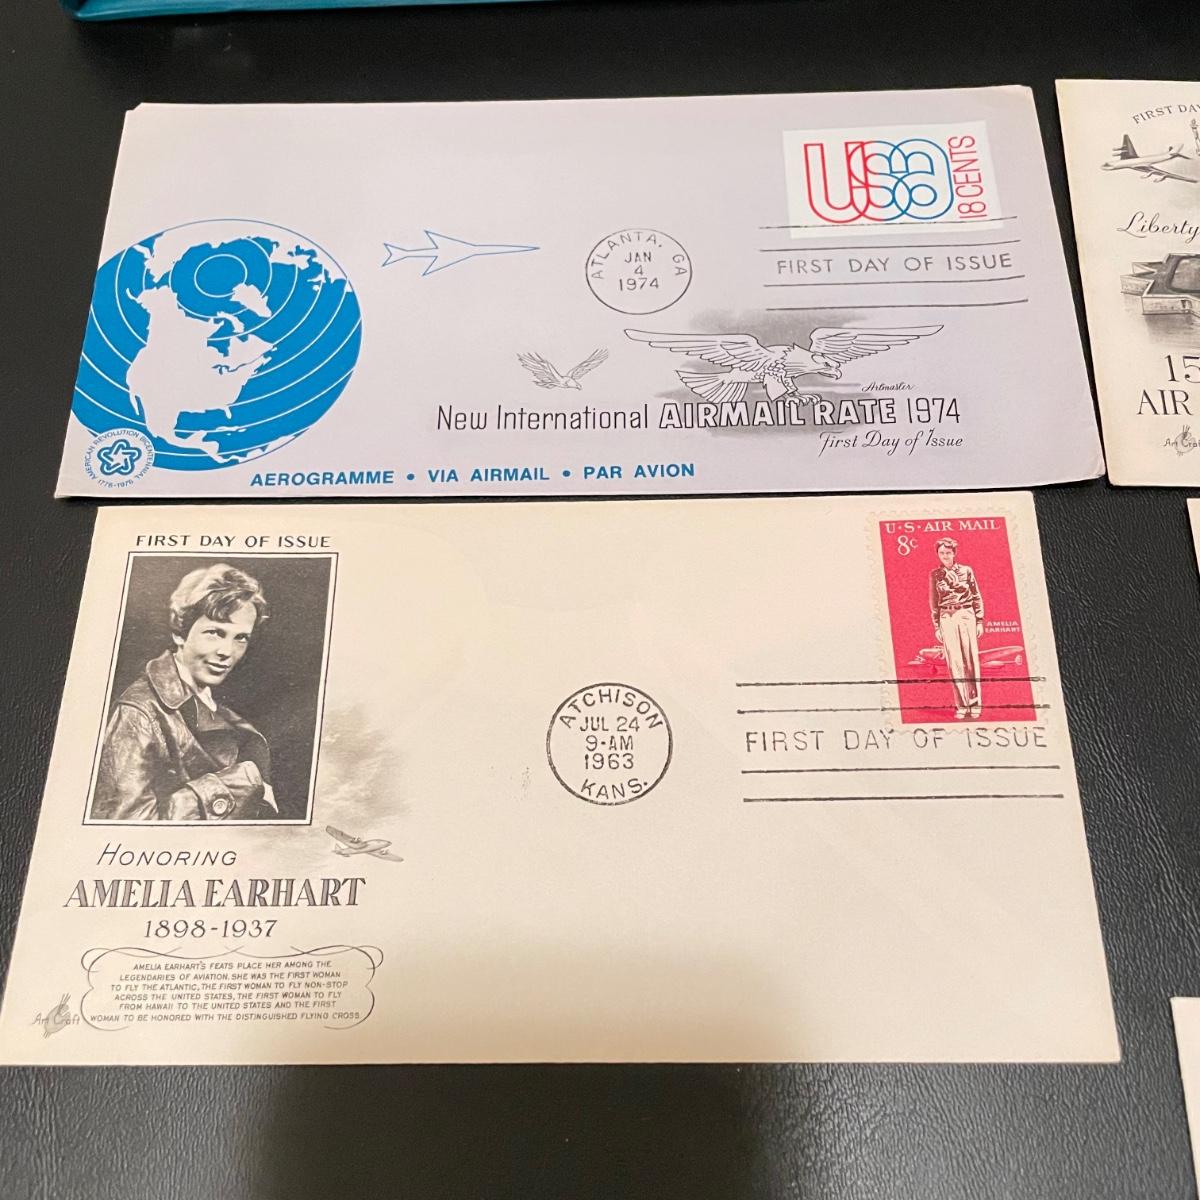 USA
18 CENTS
ATLANTA, GA
JAN
4
1974
FIRST DAY OF ISSUE
Artmaster
New International AIRMAIL RATE 1974
First Day of Issue
AMERICAN REVOLUTION BICENTENNIAL
1776-1976
AEROGRAMME • VIA AIRMAIL • PAR AVION
FIRST DAY
Liberty
15
AIR
Art Craft
FIRST DAY OF ISSUE
U·S·AIR MAIL
8c
AMELIA
EARHART
ATCHISON
JUL 24
9-AM
1963
KANS.
FIRST DAY OF ISSUE
HONORING
AMELIA EARHART
1898-1937
AMELIA EARHART'S FEATS PLACE HER AMONG THE
LEGENDARIES OF AVIATION. SHE WAS THE FIRST WOMAN
TO FLY THE ATLANTIC, THE FIRST WOMAN TO FLY NON-STOP
ACROSS THE UNITED STATES, THE FIRST WOMAN TO FLY
FROM HAWAII TO THE UNITED STATES AND THE FIRST
WOMAN TO BE HONORED WITH THE DISTINGUISHED FLYING CROSS.
Art Craft